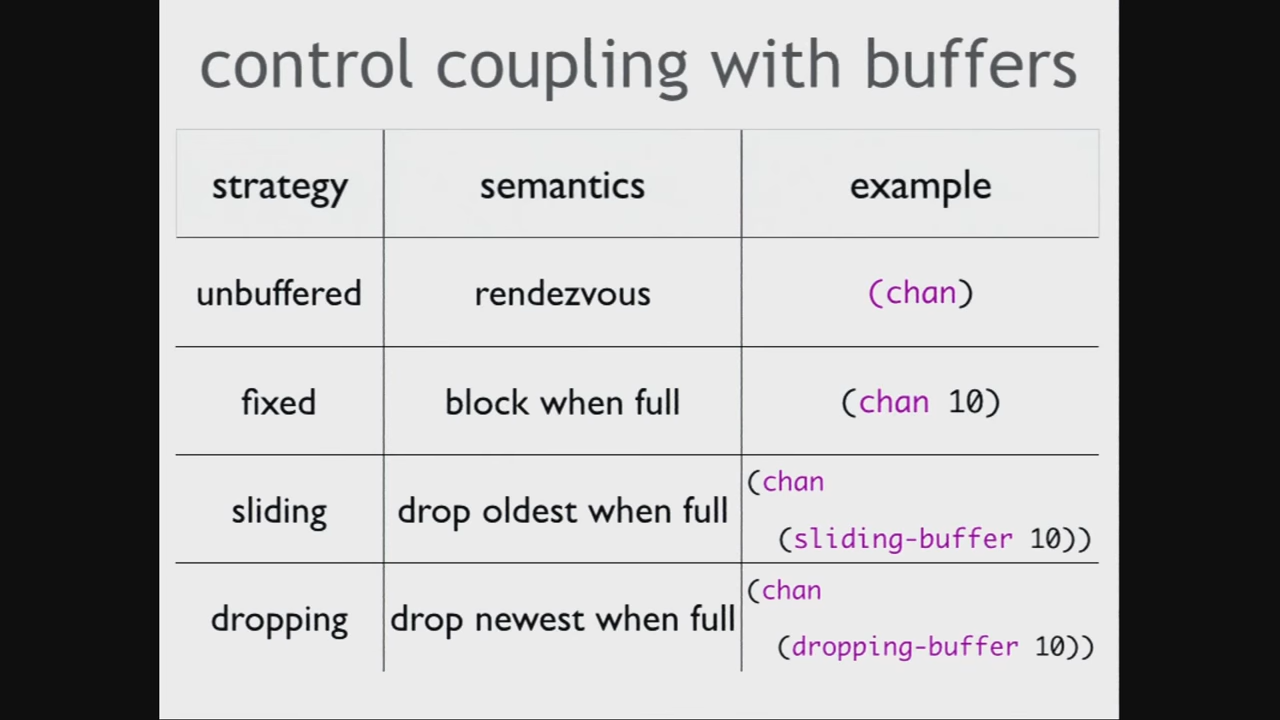 control coupling with buffers
strategy semantics example
unbuffered rendezvous (chan)
fixed block when full (chan 10)
sliding drop oldest when full (chan
(sliding-buffer 10))
dropping drop newest when full (chan
(dropping-buffer 10))